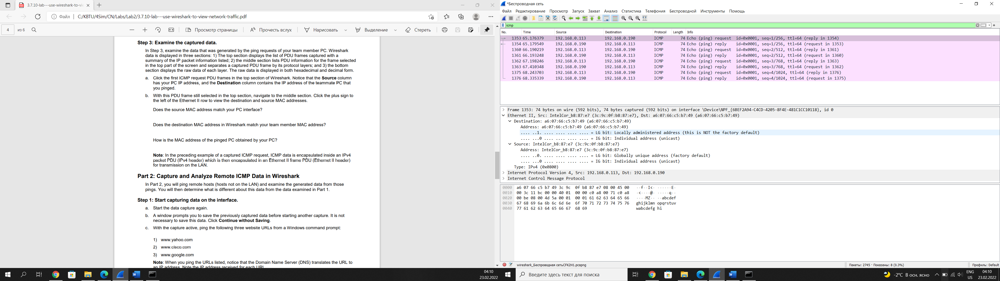 3.7.10-lab---use-wireshark-to-vie
Файл
C:/KBTU/4Sim/CN/Labs/Lab2/3.7.10-lab---use-wireshark-to-view-network-traffic.pdf
4 из 6
Просмотр страницы
Прочесть вслух
Нарисовать
Выделение
Стереть
Step 3: Examine the captured data.
In Step 3, examine the data that was generated by the ping requests of your team member PC. Wireshark
data is displayed in three sections: 1) The top section displays the list of PDU frames captured with a
summary of the IP packet information listed; 2) the middle section lists PDU information for the frame selected
in the top part of the screen and separates a captured PDU frame by its protocol layers; and 3) the bottom
section displays the raw data of each layer. The raw data is displayed in both hexadecimal and decimal form.
a. Click the first ICMP request PDU frames in the top section of Wireshark. Notice that the Source column
has your PC IP address, and the Destination column contains the IP address of the teammate PC that
you pinged.
b. With this PDU frame still selected in the top section, navigate to the middle section. Click the plus sign to
the left of the Ethernet II row to view the destination and source MAC addresses.
Does the source MAC address match your PC interface?
Does the destination MAC address in Wireshark match your team member MAC address?
How is the MAC address of the pinged PC obtained by your PC?
Note: In the preceding example of a captured ICMP request, ICMP data is encapsulated inside an IPv4
packet PDU (IPv4 header) which is then encapsulated in an Ethernet II frame PDU (Ethernet II header)
for transmission on the LAN.
Part 2: Capture and Analyze Remote ICMP Data in Wireshark
In Part 2, you will ping remote hosts (hosts not on the LAN) and examine the generated data from those
pings. You will then determine what is different about this data from the data examined in Part 1.
Step 1: Start capturing data on the interface.
a. Start the data capture again.
b. A window prompts you to save the previously captured data before starting another capture. It is not
necessary to save this data. Click Continue without Saving.
c. With the capture active, ping the following three website URLs from a Windows command prompt:
1) www.yahoo.com
2) www.cisco.com
3) www.google.com
Note: When you ping the URLs listed, notice that the Domain Name Server (DNS) translates the URL to
an IP address. Note the IP address received for each URL.
04:10
23.02.2022
*Беспроводная сеть
Файл Редактирование Просмотр Запуск Захват Анализ Статистика Телефония Беспроводной Инструменты Помощь
icmp
No. Time Source Destination Protocol Length Info
1353 65.176379 192.168.0.113 192.168.0.190 ICMP 74 Echo (ping) request id=0x0001, seq=1/256, ttl=64 (reply in 1354)
1354 65.179549 192.168.0.190 192.168.0.113 ICMP 74 Echo (ping) reply id=0x0001, seq=1/256, ttl=64 (request in 1353)
1360 66.190219 192.168.0.113 192.168.0.190 ICMP 74 Echo (ping) request id=0x0001, seq=2/512, ttl=64 (reply in 1361)
1361 66.193248 192.168.0.190 192.168.0.113 ICMP 74 Echo (ping) reply id=0x0001, seq=2/512, ttl=64 (request in 1360)
1362 67.198246 192.168.0.113 192.168.0.190 ICMP 74 Echo (ping) request id=0x0001, seq=3/768, ttl=64 (reply in 1363)
1363 67.410348 192.168.0.190 192.168.0.113 ICMP 74 Echo (ping) reply id=0x0001, seq=3/768, ttl=64 (request in 1362)
1375 68.243703 192.168.0.113 192.168.0.190 ICMP 74 Echo (ping) request id=0x0001, seq=4/1024, ttl=64 (reply in 1376)
1376 68.335339 192.168.0.190 192.168.0.113 ICMP 74 Echo (ping) reply id=0x0001, seq=4/1024, ttl=64 (request in 1375)
Frame 1353: 74 bytes on wire (592 bits), 74 bytes captured (592 bits) on interface \Device\NPF_{6BEF2A94-C4CD-4205-8F4E-481C1CC10118}, id 0
Ethernet II, Src: IntelCor_b8:87:e7 (3c:9c:0f:b8:87:e7), Dst: a6:07:66:c5:b7:49 (a6:07:66:c5:b7:49)
Destination: a6:07:66:c5:b7:49 (a6:07:66:c5:b7:49)
Address: a6:07:66:c5:b7:49 (a6:07:66:c5:b7:49)
.... ..1. .... .... .... .... = LG bit: Locally administered address (this is NOT the factory default)
.... ...0 .... .... .... .... = IG bit: Individual address (unicast)
Source: IntelCor_b8:87:e7 (3c:9c:0f:b8:87:e7)
Address: IntelCor_b8:87:e7 (3c:9c:0f:b8:87:e7)
.... ..0. .... .... .... .... = LG bit: Globally unique address (factory default)
.... ...0 .... .... .... .... = IG bit: Individual address (unicast)
Type: IPv4 (0x0800)
Internet Protocol Version 4, Src: 192.168.0.113, Dst: 192.168.0.190
Internet Control Message Protocol
0000 a6 07 66 c5 b7 49 3c 9c 0f b8 87 e7 08 00 45 00 ··f··I<· ······E·
0010 00 3c 11 bc 00 00 40 01 00 00 c0 a8 00 71 c0 a8 ·<····@· ·····q··
0020 00 be 08 00 4d 5a 00 01 00 01 61 62 63 64 65 66 ····MZ·· ··abcdef
0030 67 68 69 6a 6b 6c 6d 6e 6f 70 71 72 73 74 75 76 ghijklmn opqrstuv
0040 77 61 62 63 64 65 66 67 68 69 wabcdefg hi
wireshark_Беспроводная сетьCFK2H1.pcapng
Пакеты: 2745 · Показаны: 8 (0.3%)
Профиль: Default
Введите здесь текст для поиска
-2°C В осн. ясно
ENG
US
04:10
23.02.2022